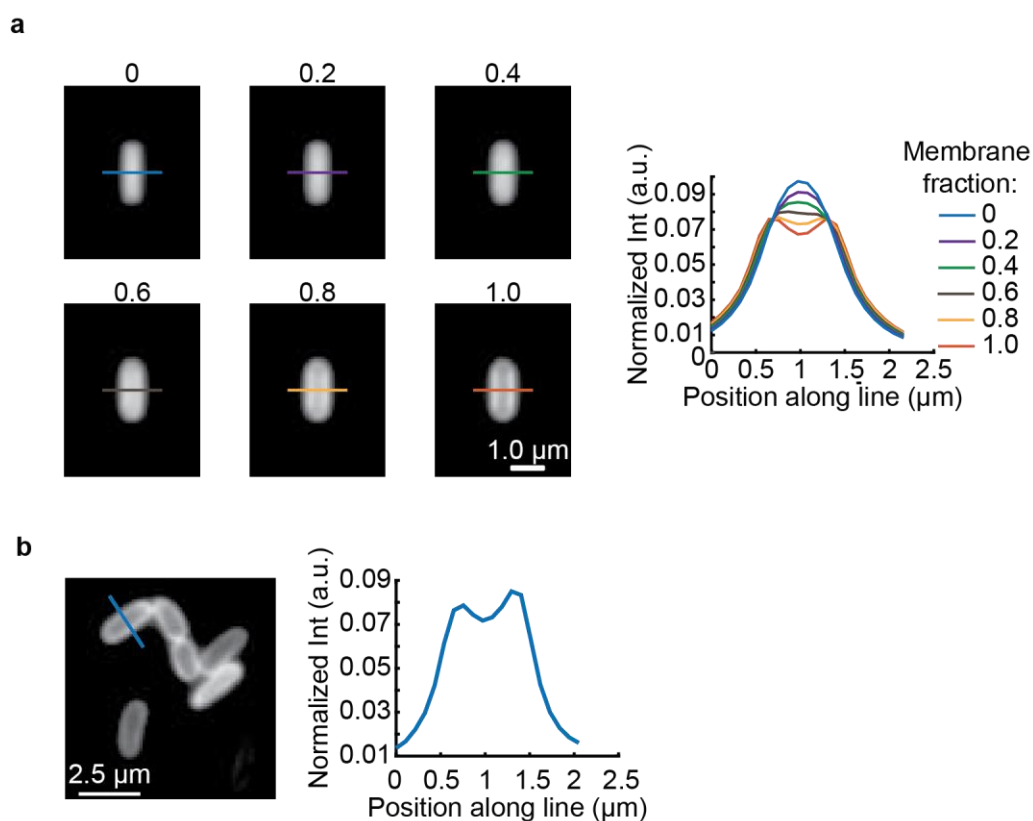 a
0
0.2
0.4
0.6
0.8
1.0
1.0 µm
Normalized Int (a.u.)
0.09
0.07
0.05
0.03
0.01
0
0 0.5 1 1.5 2 2.5
Position along line (µm)
Membrane
fraction:
0
0.2
0.4
0.6
0.8
1.0
b
2.5 µm
Normalized Int (a.u.)
0.09
0.07
0.05
0.03
0.01
0 0.5 1 1.5 2 2.5
Position along line (µm)